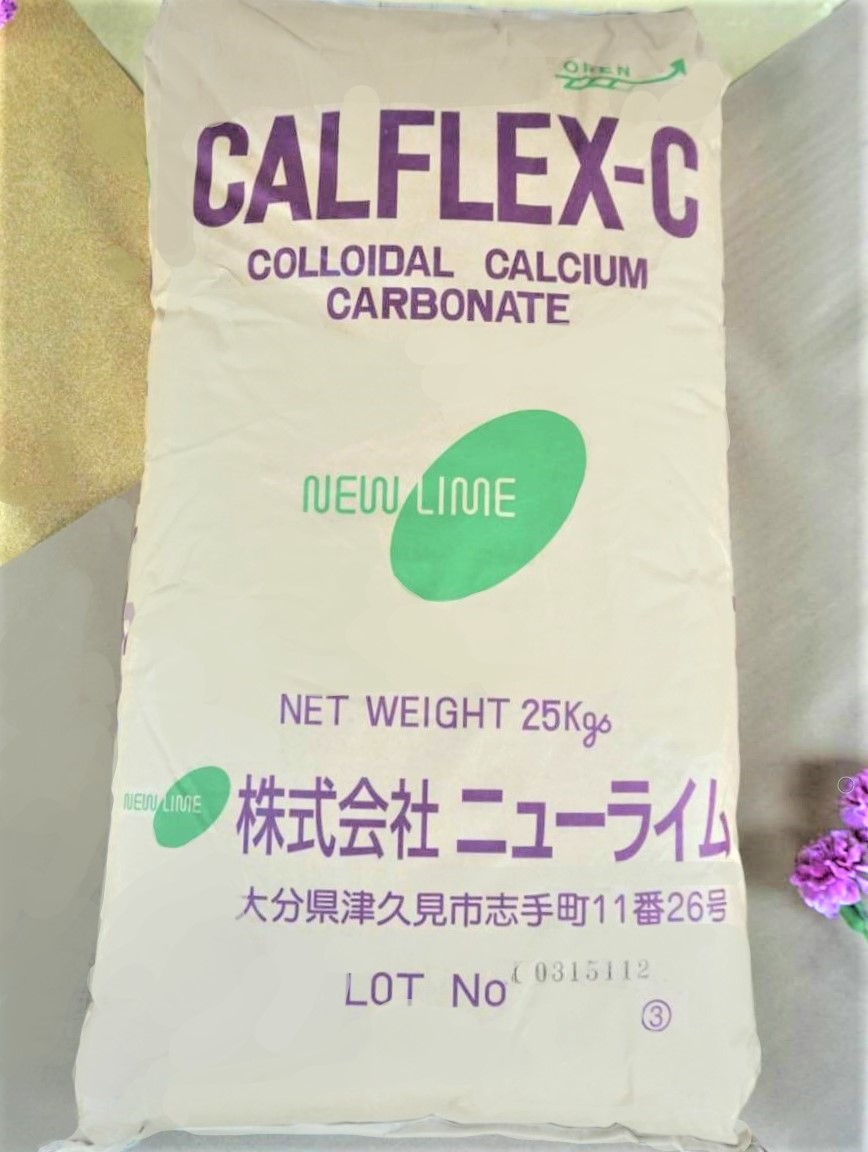 OPEN
CALFLEX-C
COLLOIDAL CALCIUM
CARBONATE
NEW LIME
NET WEIGHT 25Kgs
NEW LIME 株式会社 ニューライム
大分県津久見市志手町11番26号
LOT No 0315112
③